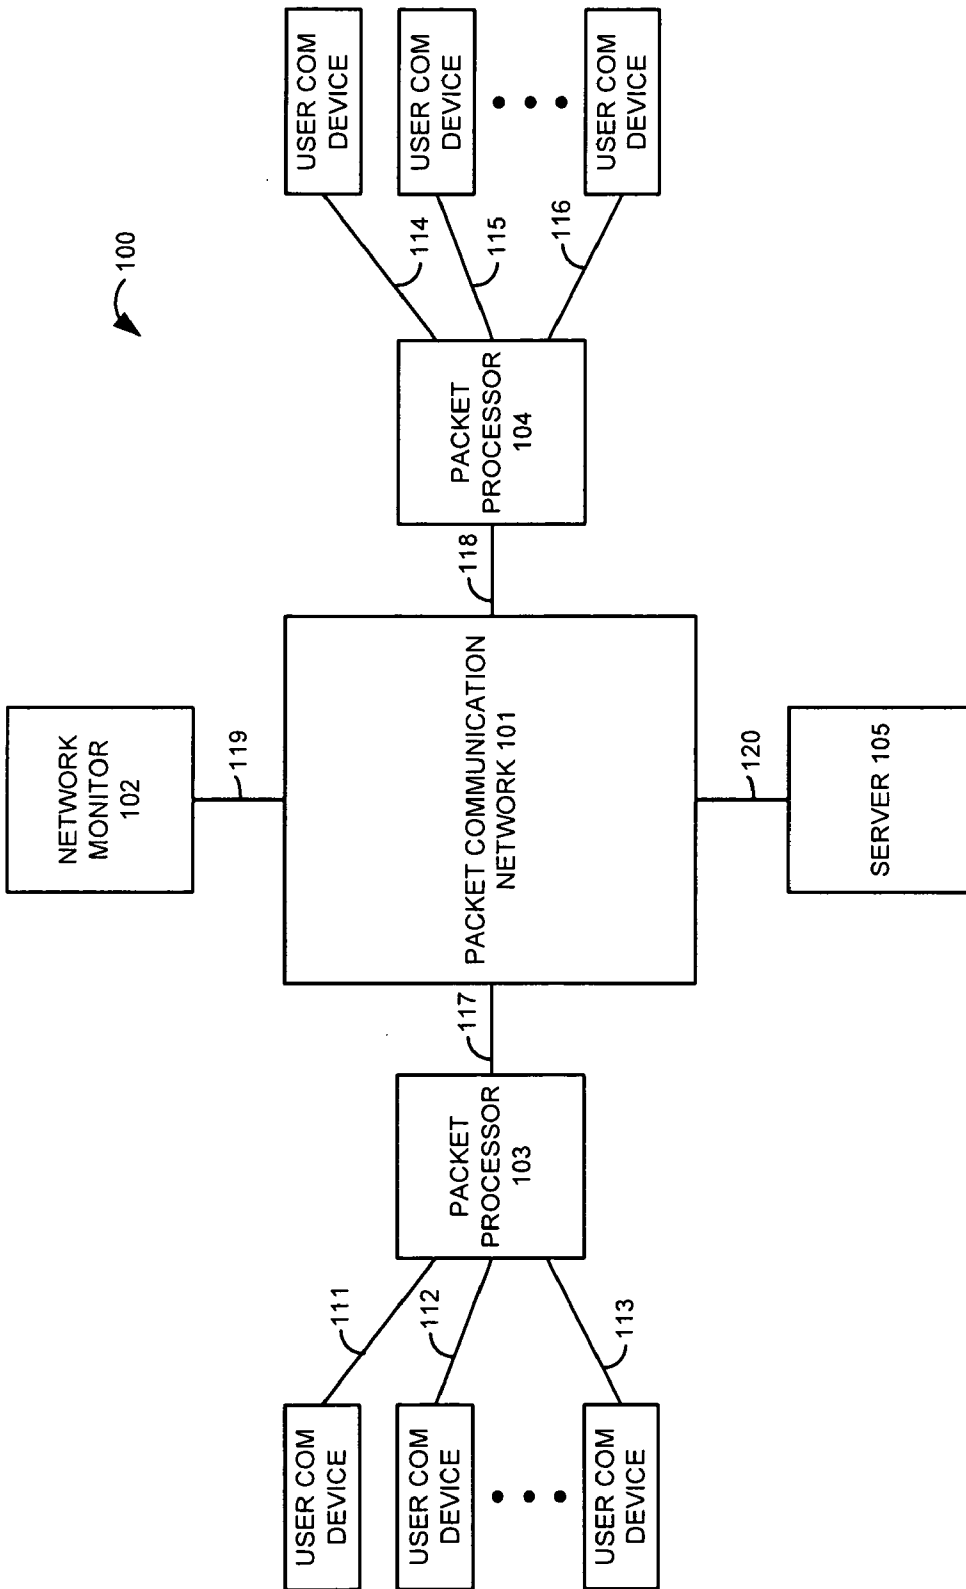 100
NETWORK
MONITOR
102
119
USER COM
DEVICE
111
USER COM
DEVICE
112
USER COM
DEVICE
113
PACKET
PROCESSOR
103
117
PACKET COMMUNICATION
NETWORK 101
118
PACKET
PROCESSOR
104
114
USER COM
DEVICE
115
USER COM
DEVICE
116
USER COM
DEVICE
120
SERVER 105